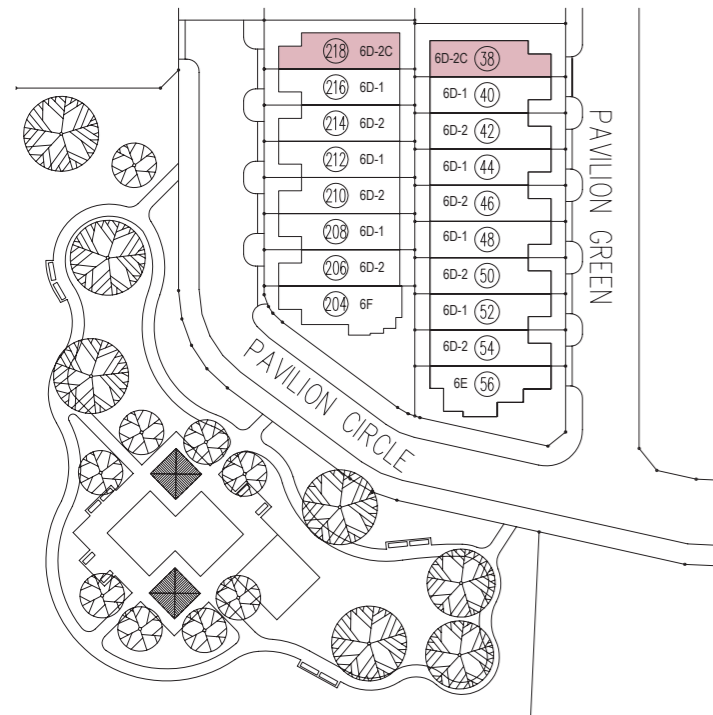 218 6D-2C
216 6D-1
214 6D-2
212 6D-1
210 6D-2
208 6D-1
206 6D-2
204 6F
6D-2C 38
6D-1 40
6D-2 42
6D-1 44
6D-2 46
6D-1 48
6D-2 50
6D-1 52
6D-2 54
6E 56
PAVILION GREEN
PAVILION CIRCLE